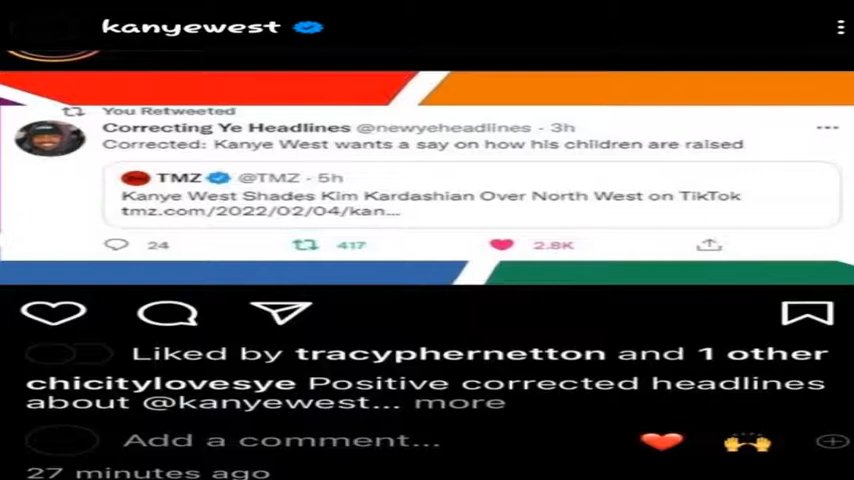 kanyewest
You Retweeted
Correcting Ye Headlines @newyeheadlines · 3h
Corrected: Kanye West wants a say on how his children are raised
TMZ @TMZ · 5h
Kanye West Shades Kim Kardashian Over North West on TikTok
tmz.com/2022/02/04/kan...
24 417 2.8K
Liked by tracyphernetton and 1 other
chicitylovesye Positive corrected headlines
about @kanyewest... more
Add a comment...
27 minutes ago